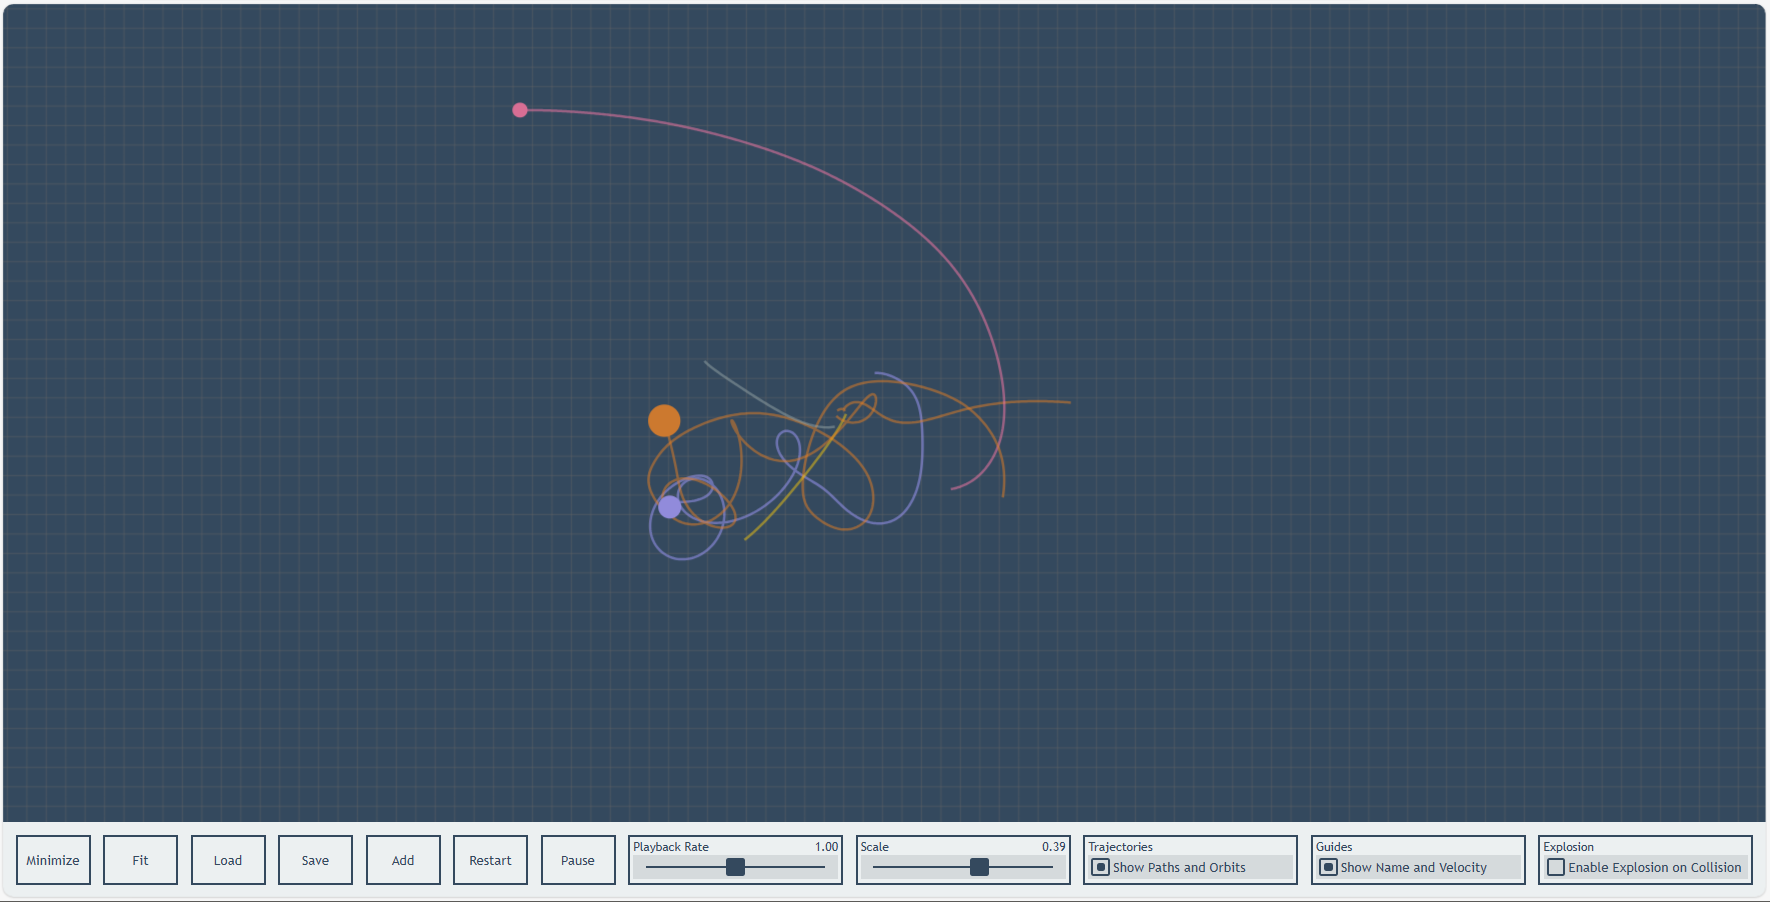 Minimize
Fit
Load
Save
Add
Restart
Pause
Playback Rate 1.00
Scale 0.39
Trajectories
Show Paths and Orbits
Guides
Show Name and Velocity
Explosion
Enable Explosion on Collision